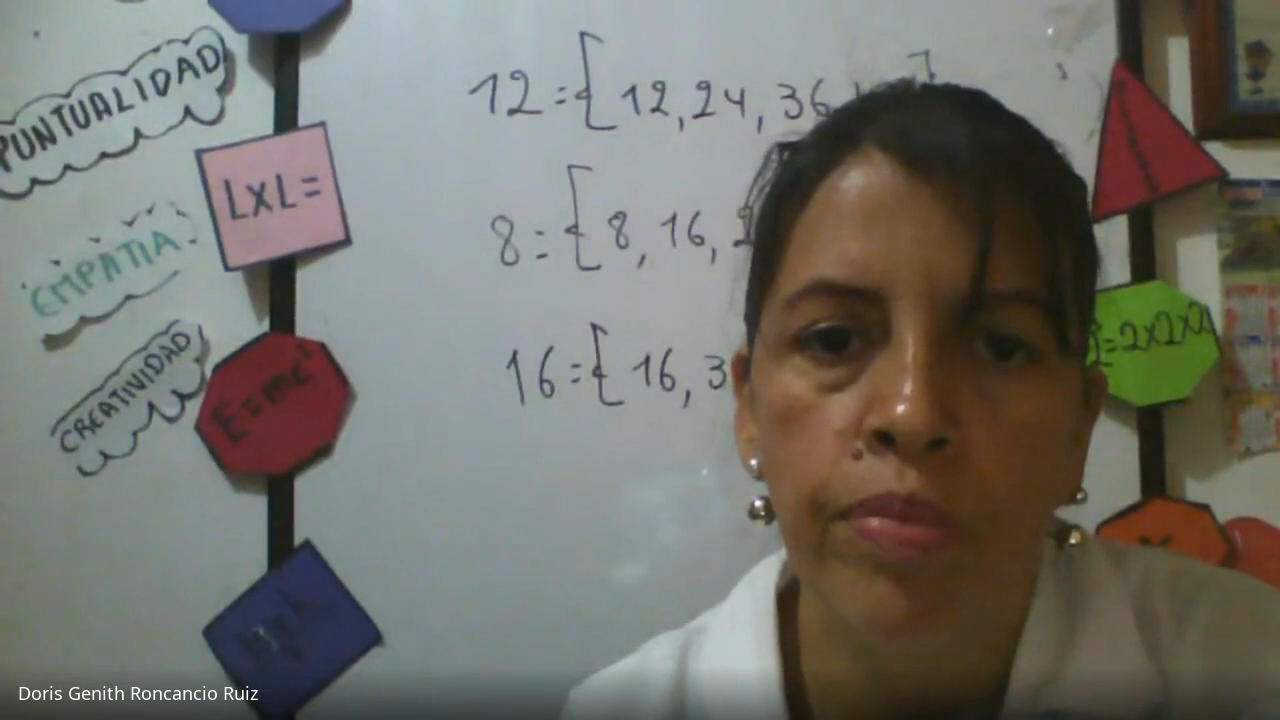 PUNTUALIDAD
LxL=
EMPATIA
CREATIVIDAD
E=mc²
12={12,24,36
8={8,16,
16={16,3
2=2x2x2
Doris Genith Roncancio Ruiz